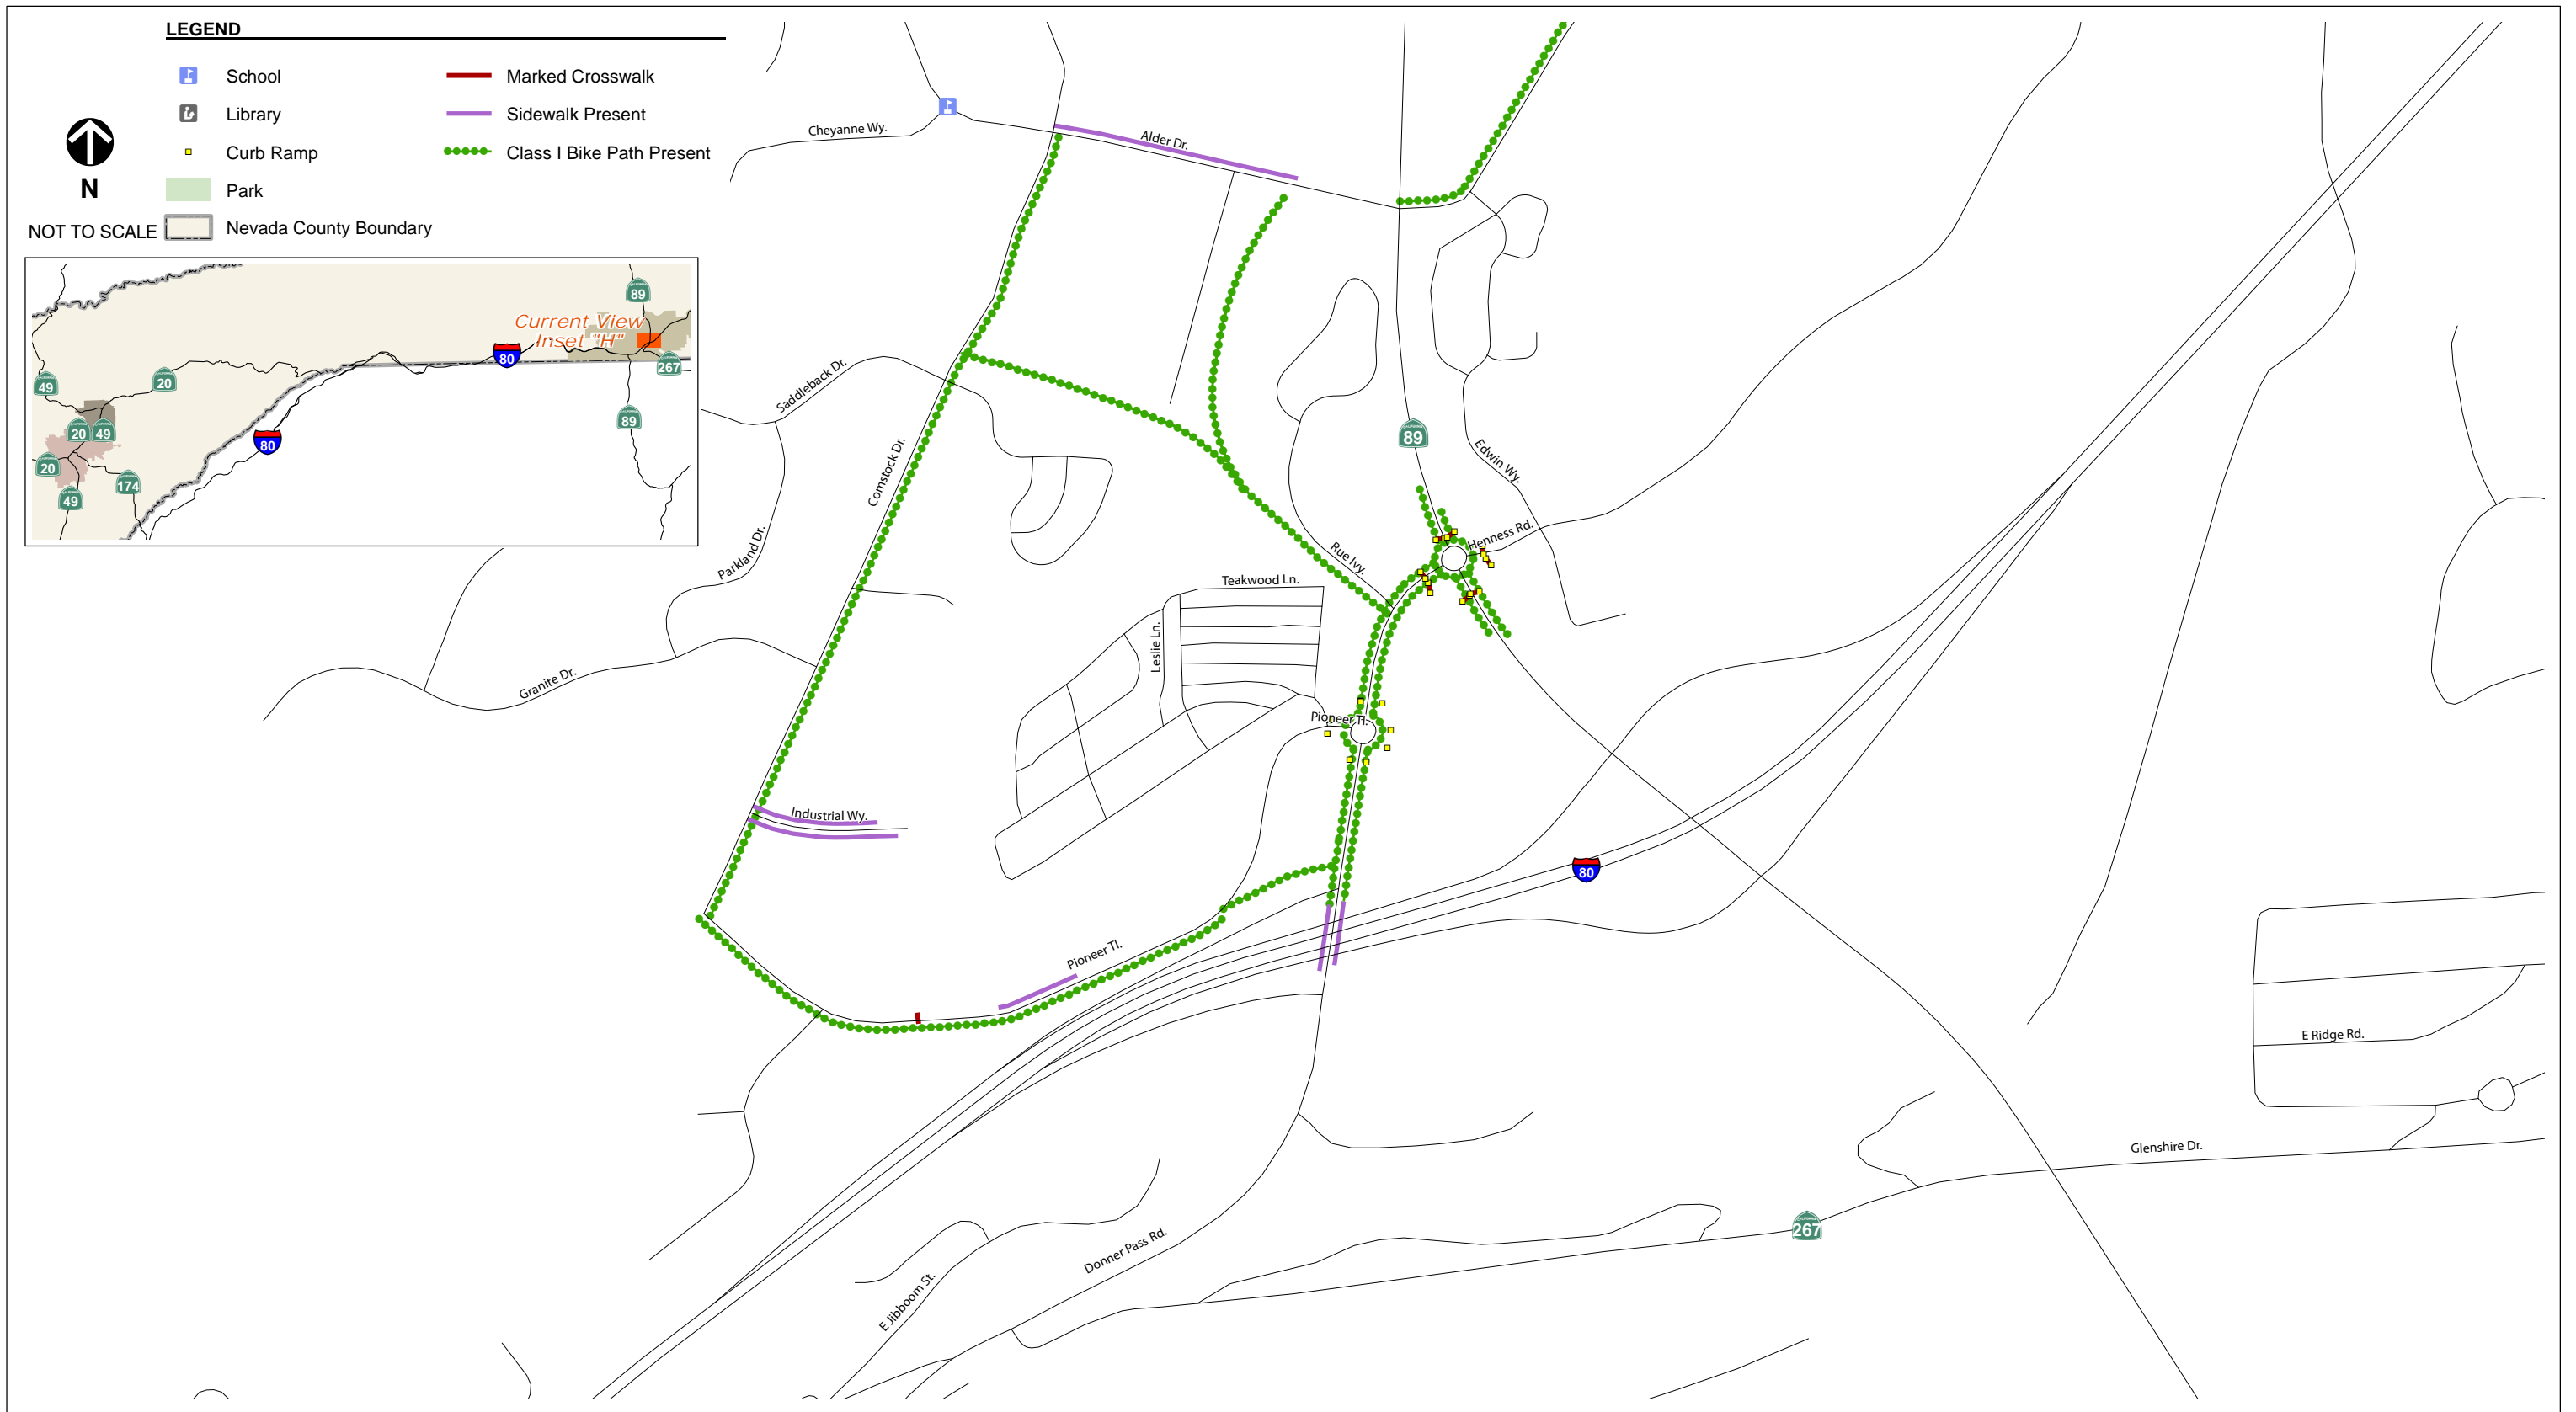 LEGEND
School
Library
Curb Ramp
Park
Nevada County Boundary
Marked Crosswalk
Sidewalk Present
Class I Bike Path Present
N
NOT TO SCALE
Current View
Inset "H"
89
80
267
49
20
20
49
89
80
20
174
49
Cheyanne Wy.
Alder Dr.
Saddleback Dr.
Comstock Dr.
89
Edwin Wy.
Henness Rd.
Parkland Dr.
Rue Ivy.
Teakwood Ln.
Leslie Ln.
Granite Dr.
Pioneer Tl.
Industrial Wy.
80
Pioneer Tl.
E Ridge Rd.
Glenshire Dr.
267
Donner Pass Rd.
E Jibboom St.